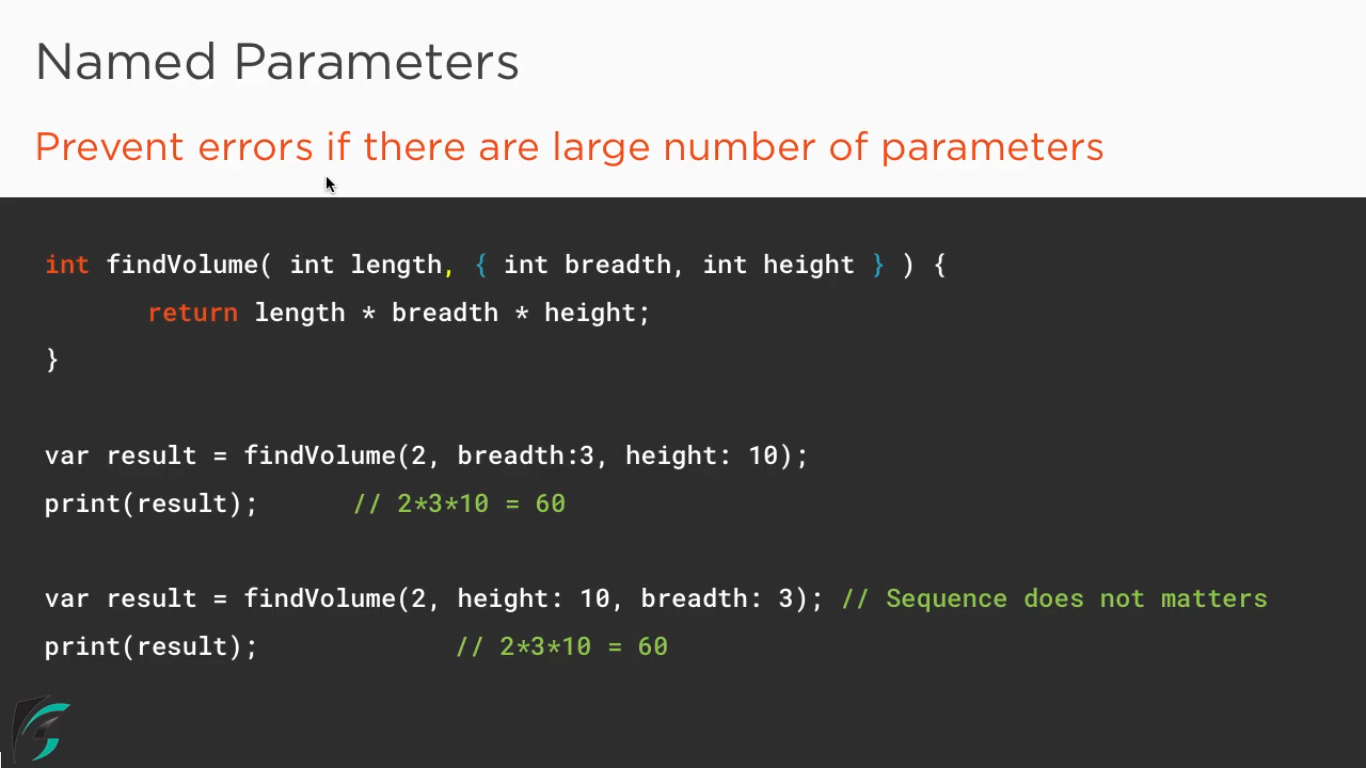 Named Parameters
Prevent errors if there are large number of parameters
int findVolume( int length, { int breadth, int height } ) {
return length * breadth * height;
}
var result = findVolume(2, breadth:3, height: 10);
print(result); // 2*3*10 = 60
var result = findVolume(2, height: 10, breadth: 3); // Sequence does not matters
print(result); // 2*3*10 = 60